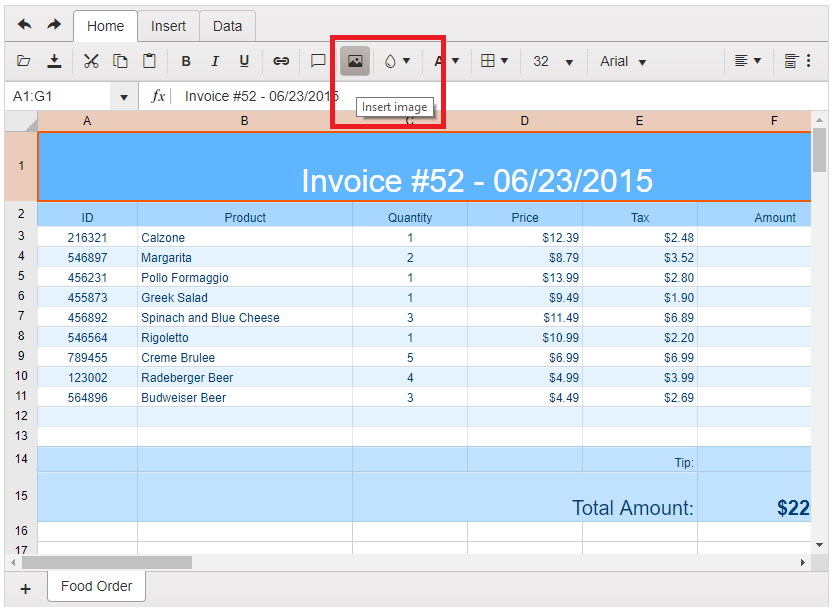 Home Insert Data
B I U A 32 Arial
A1:G1 fx Invoice #52 - 06/23/2015
Insert image
A B C D E F
1 Invoice #52 - 06/23/2015
2 ID Product Quantity Price Tax Amount
3 216321 Calzone 1 $12.39 $2.48
4 546897 Margarita 2 $8.79 $3.52
5 456231 Pollo Formaggio 1 $13.99 $2.80
6 455873 Greek Salad 1 $9.49 $1.90
7 456892 Spinach and Blue Cheese 3 $11.49 $6.89
8 546564 Rigoletto 1 $10.99 $2.20
9 789455 Creme Brulee 5 $6.99 $6.99
10 123002 Radeberger Beer 4 $4.99 $3.99
11 564896 Budweiser Beer 3 $4.49 $2.69
12
13
14 Tip:
15 Total Amount: $22
16
17
+ Food Order